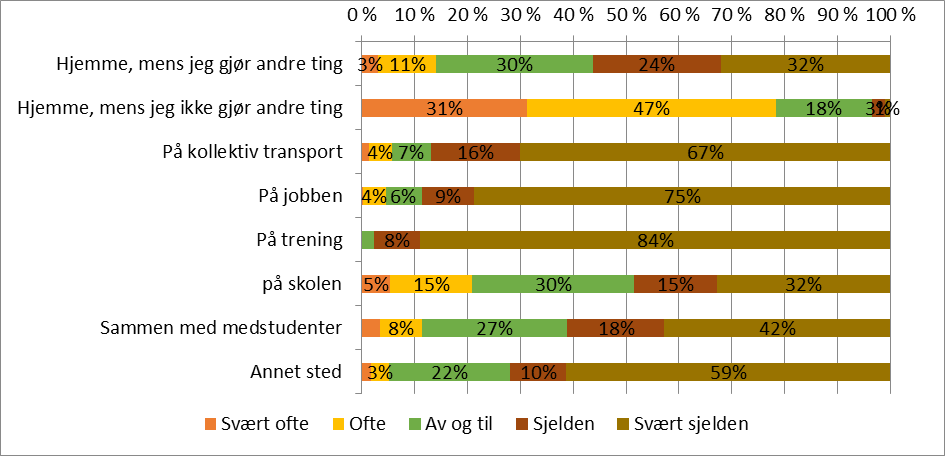 0 % 10 % 20 % 30 % 40 % 50 % 60 % 70 % 80 % 90 % 100 %
Hjemme, mens jeg gjør andre ting 3% 11% 30% 24% 32%
Hjemme, mens jeg ikke gjør andre ting 31% 47% 18% 3% 1%
På kollektiv transport 4% 7% 16% 67%
På jobben 4% 6% 9% 75%
På trening 8% 84%
på skolen 5% 15% 30% 15% 32%
Sammen med medstudenter 8% 27% 18% 42%
Annet sted 3% 22% 10% 59%
Svært ofte Ofte Av og til Sjelden Svært sjelden